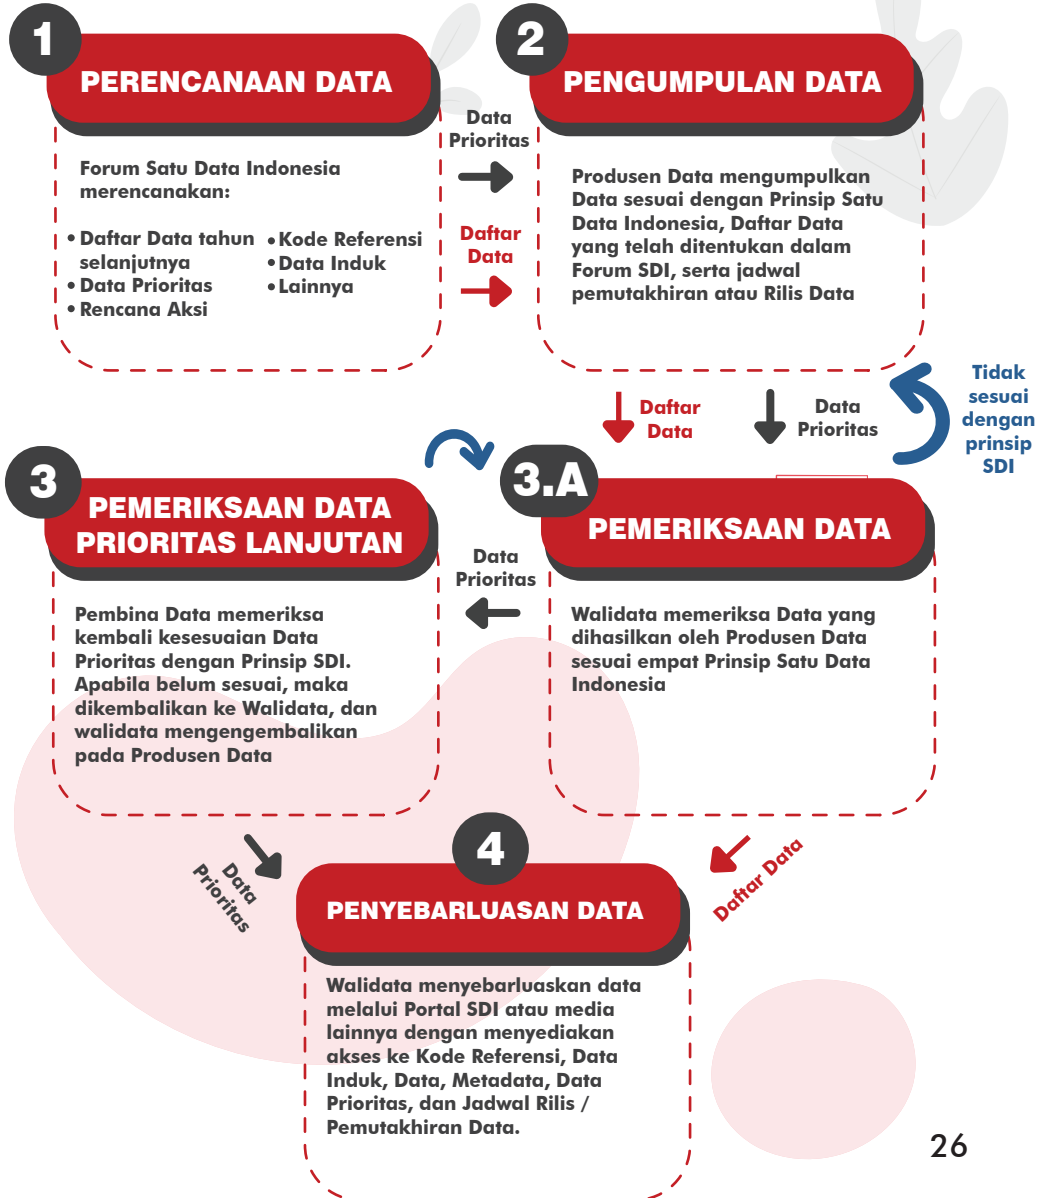 1
PERENCANAAN DATA
Forum Satu Data Indonesia
merencanakan:
• Daftar Data tahun
selanjutnya
• Data Prioritas
• Rencana Aksi
• Kode Referensi
• Data Induk
• Lainnya
Data
Prioritas
Daftar
Data
2
PENGUMPULAN DATA
Produsen Data mengumpulkan
Data sesuai dengan Prinsip Satu
Data Indonesia, Daftar Data
yang telah ditentukan dalam
Forum SDI, serta jadwal
pemutakhiran atau Rilis Data
Daftar
Data
Data
Prioritas
Tidak
sesuai
dengan
prinsip
SDI
3
PEMERIKSAAN DATA
PRIORITAS LANJUTAN
Pembina Data memeriksa
kembali kesesuaian Data
Prioritas dengan Prinsip SDI.
Apabila belum sesuai, maka
dikembalikan ke Walidata, dan
walidata mengengembalikan
pada Produsen Data
Data
Prioritas
3.A
PEMERIKSAAN DATA
Walidata memeriksa Data yang
dihasilkan oleh Produsen Data
sesuai empat Prinsip Satu Data
Indonesia
Data
Prioritas
Daftar Data
4
PENYEBARLUASAN DATA
Walidata menyebarluaskan data
melalui Portal SDI atau media
lainnya dengan menyediakan
akses ke Kode Referensi, Data
Induk, Data, Metadata, Data
Prioritas, dan Jadwal Rilis /
Pemutakhiran Data.
26